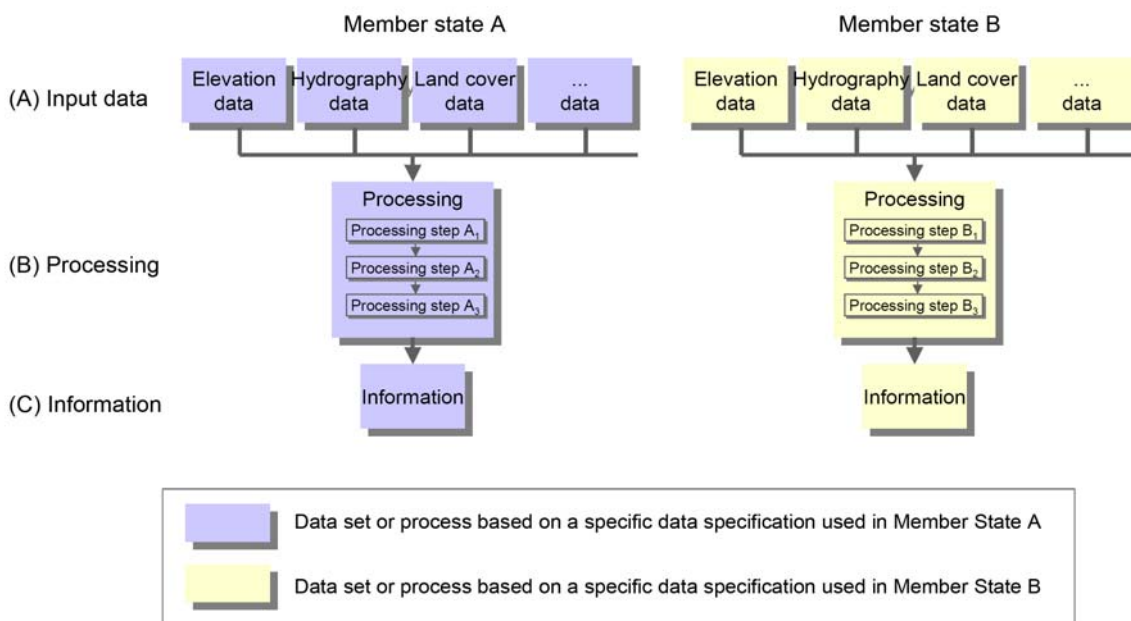 Member state A
Member state B
(A) Input data
Elevation
data
Hydrography
data
Land cover
data
...
data
Elevation
data
Hydrography
data
Land cover
data
...
data
(B) Processing
Processing
Processing step A1
Processing step A2
Processing step A3
Processing
Processing step B1
Processing step B2
Processing step B3
(C) Information
Information
Information
Data set or process based on a specific data specification used in Member State A
Data set or process based on a specific data specification used in Member State B